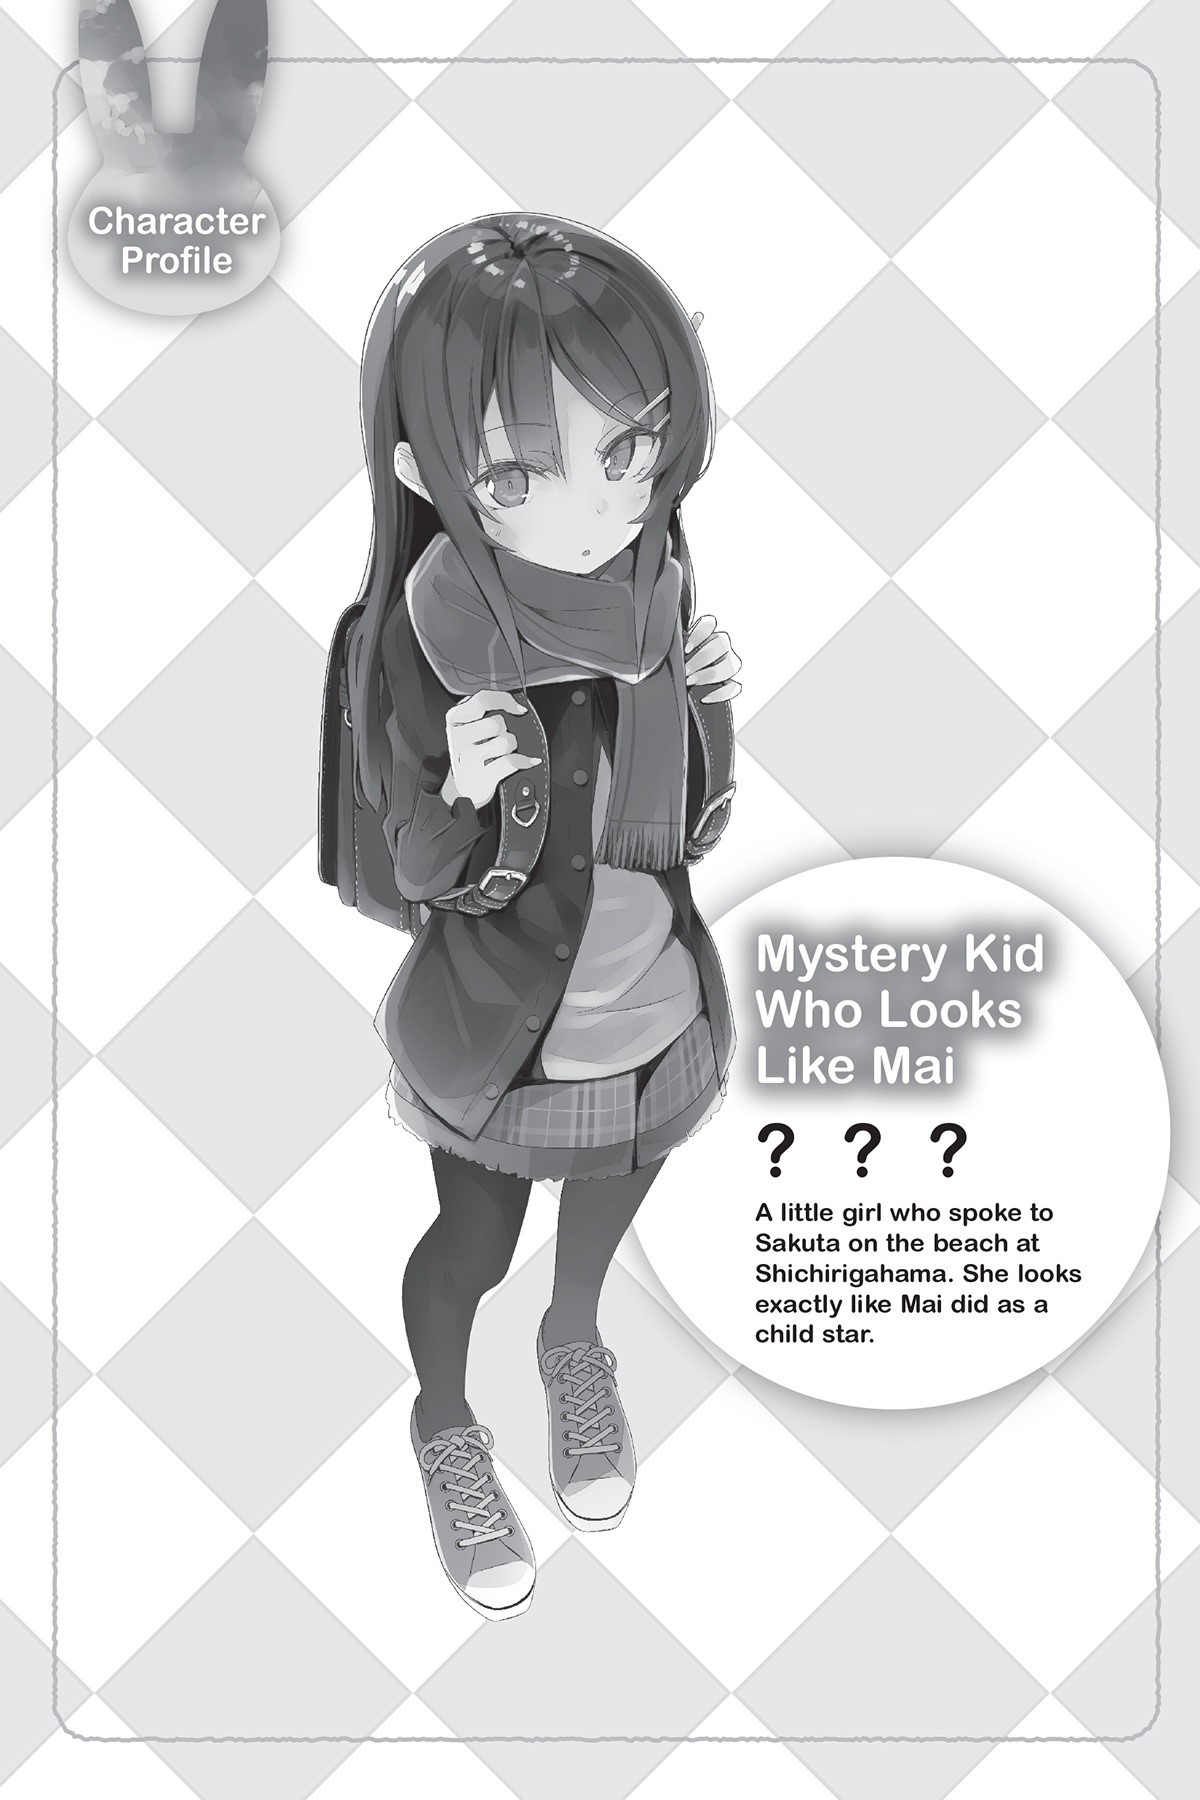 Character
Profile
Mystery Kid
Who Looks
Like Mai
? ? ?
A little girl who spoke to
Sakuta on the beach at
Shichirigahama. She looks
exactly like Mai did as a
child star.